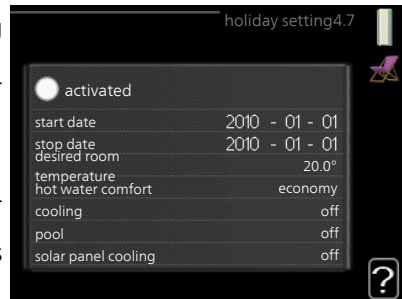 holiday setting4.7
activated
start date 2010 - 01 - 01
stop date 2010 - 01 - 01
desired room
temperature 20.0°
hot water comfort economy
cooling off
pool off
solar panel cooling off
?